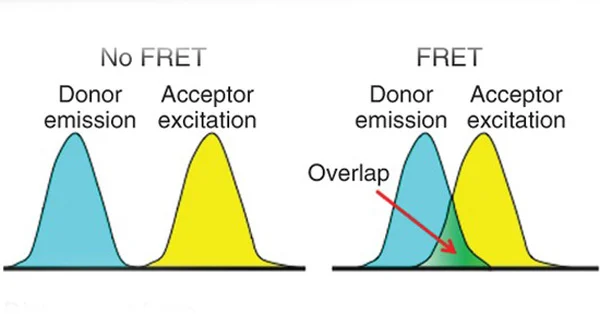 No FRET
Donor
emission
Acceptor
excitation
FRET
Donor
emission
Acceptor
excitation
Overlap